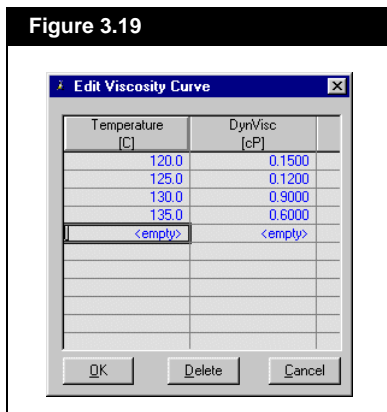 Figure 3.19
Edit Viscosity Curve
Temperature DynVisc
[C] [cP]
120.0 0.1500
125.0 0.1200
130.0 0.9000
135.0 0.6000
<empty> <empty>
OK Delete Cancel